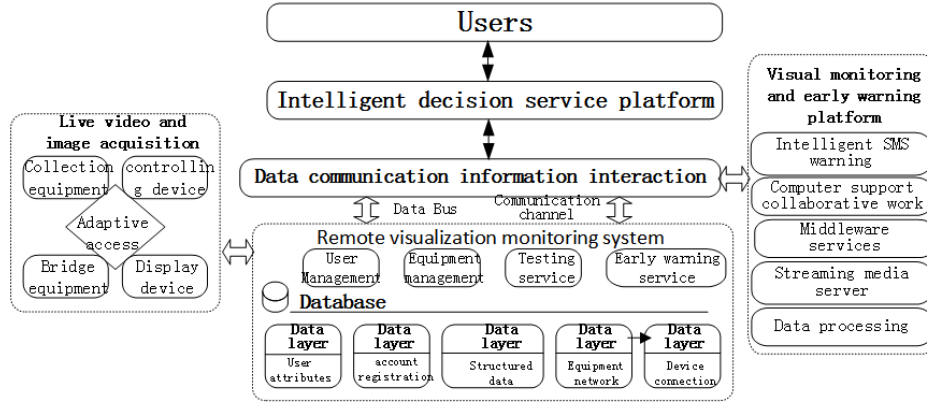 Users
Intelligent decision service platform
Data communication information interaction
Data Bus
Communication
channel
Live video and
image acquisition
Collection
equipment
controllin
g device
Adaptive
access
Bridge
equipment
Display
device
Remote visualization monitoring system
User
Management
Equipment
management
Testing
service
Early warning
service
Database
Data
layer
User
attributes
Data
layer
account
registration
Data
layer
Structured
data
Data
layer
Equipment
network
Data
layer
Device
connection
Visual monitoring
and early warning
platform
Intelligent SMS
warning
Computer support
collaborative work
Middleware
services
Streaming media
server
Data processing